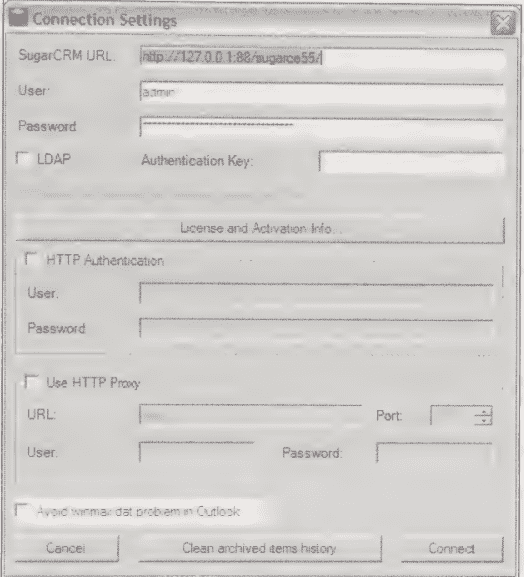 Connection Settings
SugarCRM URL: http://127.0.0.1:88/sugarce55/
User: admin
Password
LDAP Authentication Key:
License and Activation Info...
HTTP Authentication
User.
Password
Use HTTP Proxy
URL: Port:
User. Password:
Avoid winmail.dat problem in Outlook
Cancel Clean archived items history Connect